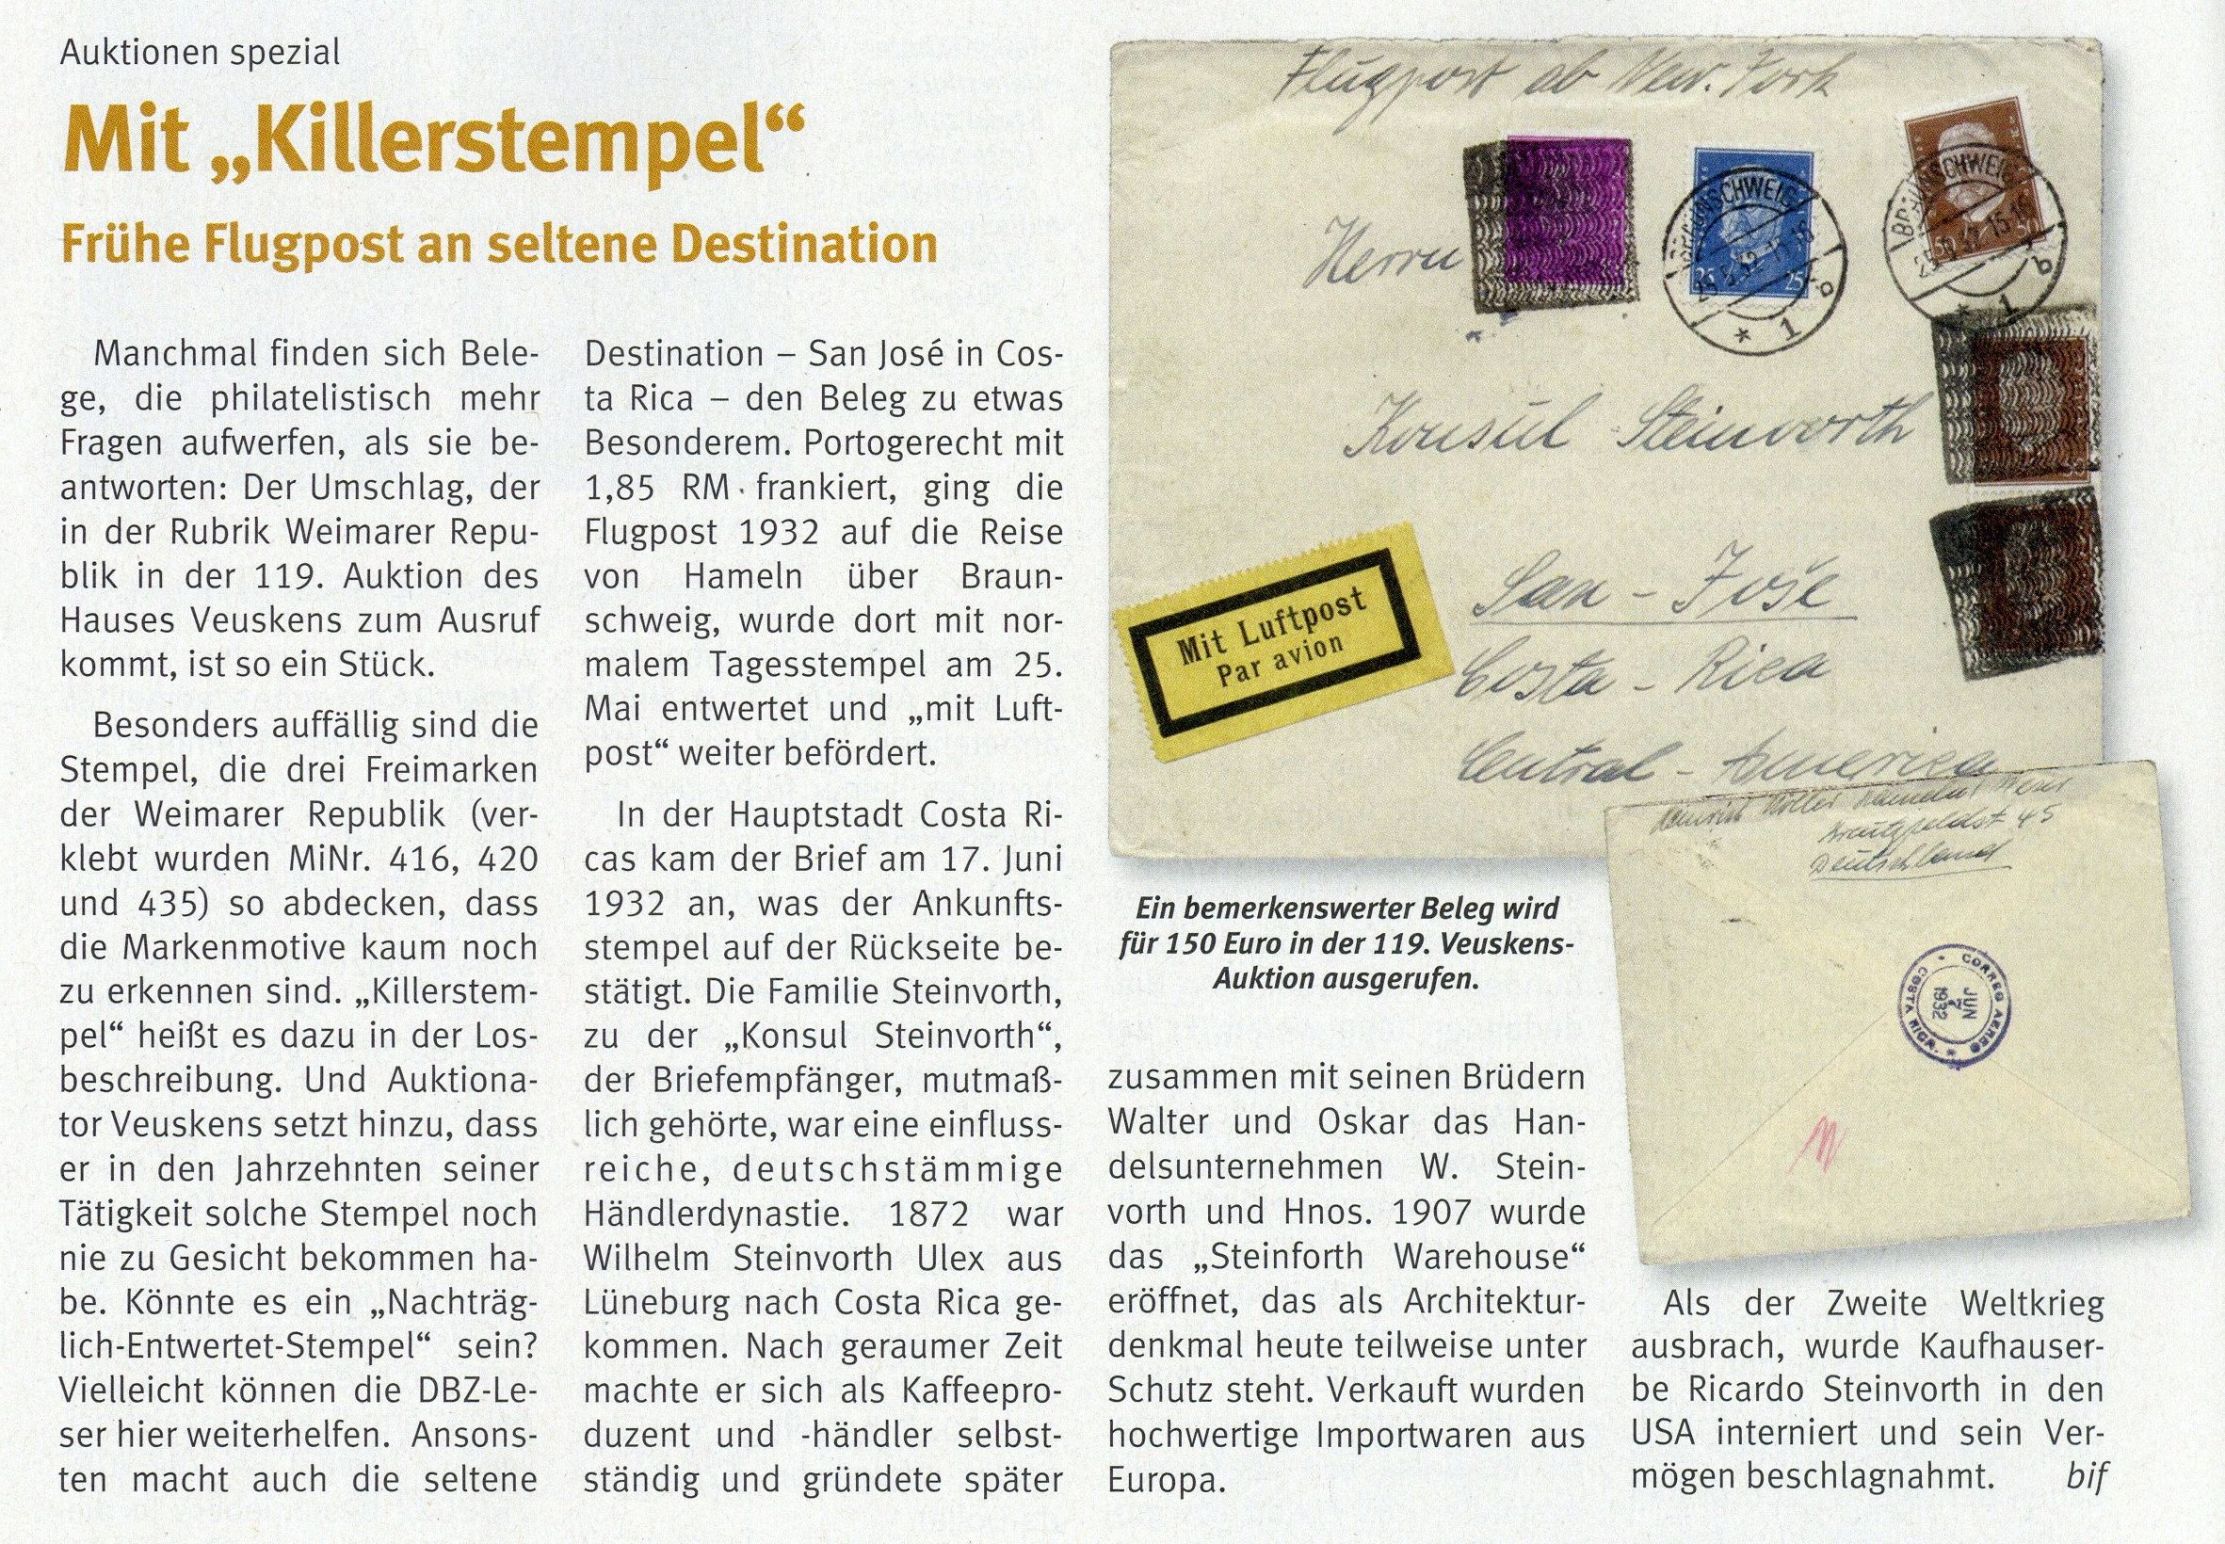 Auktionen spezial
Mit „Killerstempel“
Frühe Flugpost an seltene Destination
Manchmal finden sich Bele-
ge, die philatelistisch mehr
Fragen aufwerfen, als sie be-
antworten: Der Umschlag, der
in der Rubrik Weimarer Repu-
blik in der 119. Auktion des
Hauses Veuskens zum Ausruf
kommt, ist so ein Stück.
Besonders auffällig sind die
Stempel, die drei Freimarken
der Weimarer Republik (ver-
klebt wurden MiNr. 416, 420
und 435) so abdecken, dass
die Markenmotive kaum noch
zu erkennen sind. „Killerstem-
pel“ heißt es dazu in der Los-
beschreibung. Und Auktiona-
tor Veuskens setzt hinzu, dass
er in den Jahrzehnten seiner
Tätigkeit solche Stempel noch
nie zu Gesicht bekommen ha-
be. Könnte es ein „Nachträg-
lich-Entwertet-Stempel“ sein?
Vielleicht können die DBZ-Le-
ser hier weiterhelfen. Ansons-
ten macht auch die seltene
Destination – San José in Cos-
ta Rica – den Beleg zu etwas
Besonderem. Portogerecht mit
1,85 RM frankiert, ging die
Flugpost 1932 auf die Reise
von Hameln über Braun-
schweig, wurde dort mit nor-
malem Tagesstempel am 25.
Mai entwertet und „mit Luft-
post“ weiter befördert.
In der Hauptstadt Costa Ri-
cas kam der Brief am 17. Juni
1932 an, was der Ankunfts-
stempel auf der Rückseite be-
stätigt. Die Familie Steinvorth,
zu der „Konsul Steinvorth“,
der Briefempfänger, mutmaß-
lich gehörte, war eine einfluss-
reiche, deutschstämmige
Händlerdynastie. 1872 war
Wilhelm Steinvorth Ulex aus
Lüneburg nach Costa Rica ge-
kommen. Nach geraumer Zeit
machte er sich als Kaffeepro-
duzent und -händler selbst-
ständig und gründete später
Flugpost ab New. York
Herrn
Konsul Steinvorth
San - José
Costa - Rica
Central - America
BRAUNSCHWEIG
* 1
25 25
BRAUNSCHWEIG
50 50
b
* 1
Mit Luftpost
Par avion
Deutschland
CORREO AEREO
COSTA RICA
JUN
1932
Ein bemerkenswerter Beleg wird
für 150 Euro in der 119. Veuskens-
Auktion ausgerufen.
zusammen mit seinen Brüdern
Walter und Oskar das Han-
delsunternehmen W. Stein-
vorth und Hnos. 1907 wurde
das „Steinforth Warehouse“
eröffnet, das als Architektur-
denkmal heute teilweise unter
Schutz steht. Verkauft wurden
hochwertige Importwaren aus
Europa.
Als der Zweite Weltkrieg
ausbrach, wurde Kaufhauser-
be Ricardo Steinvorth in den
USA interniert und sein Ver-
mögen beschlagnahmt. bif